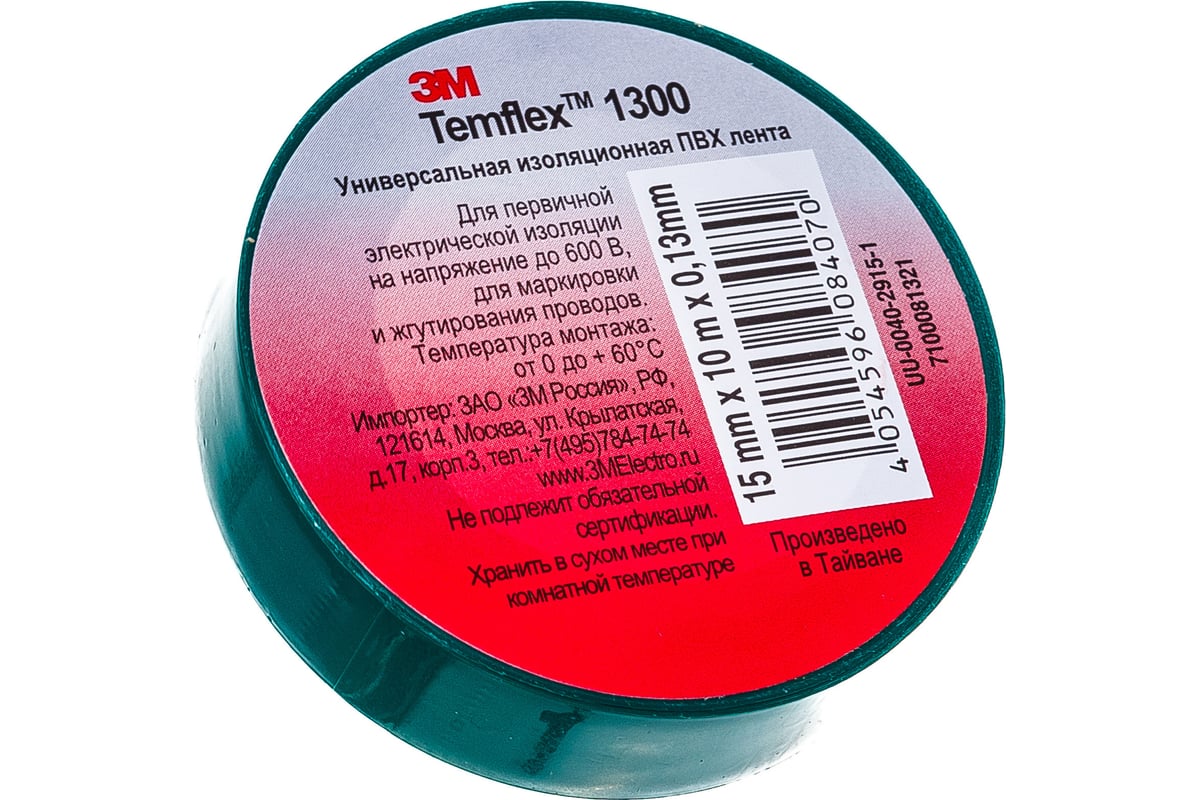 3M
Temflex™ 1300
Универсальная изоляционная ПВХ лента
Для первичной
электрической изоляции
на напряжение до 600 В,
для маркировки
и жгутирования проводов.
Температура монтажа:
от 0 до + 60°C
Импортер: ЗАО «3М Россия», РФ,
121614, Москва, ул. Крылатская,
д.17, корп.3, тел.:+7(495)784-74-74
www.3MElectro.ru
Не подлежит обязательной
сертификации.
Хранить в сухом месте при
комнатной температуре
15 mm x 10 m x 0,13mm
4 054596 084070
UU-0040-2915-1
7100081321
Произведено
в Тайване